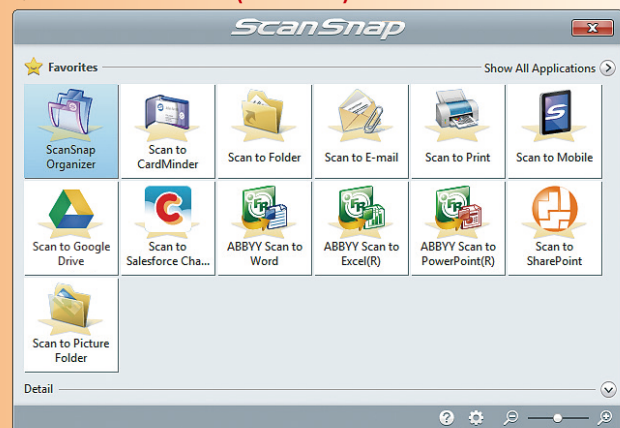 ScanSnap
Favorites
Show All Applications
ScanSnap
Organizer
Scan to
CardMinder
Scan to Folder
Scan to E-mail
Scan to Print
Scan to Mobile
Scan to Google
Drive
Scan to
Salesforce Cha...
ABBYY Scan to
Word
ABBYY Scan to
Excel(R)
ABBYY Scan to
PowerPoint(R)
Scan to
SharePoint
Scan to Picture
Folder
Detail